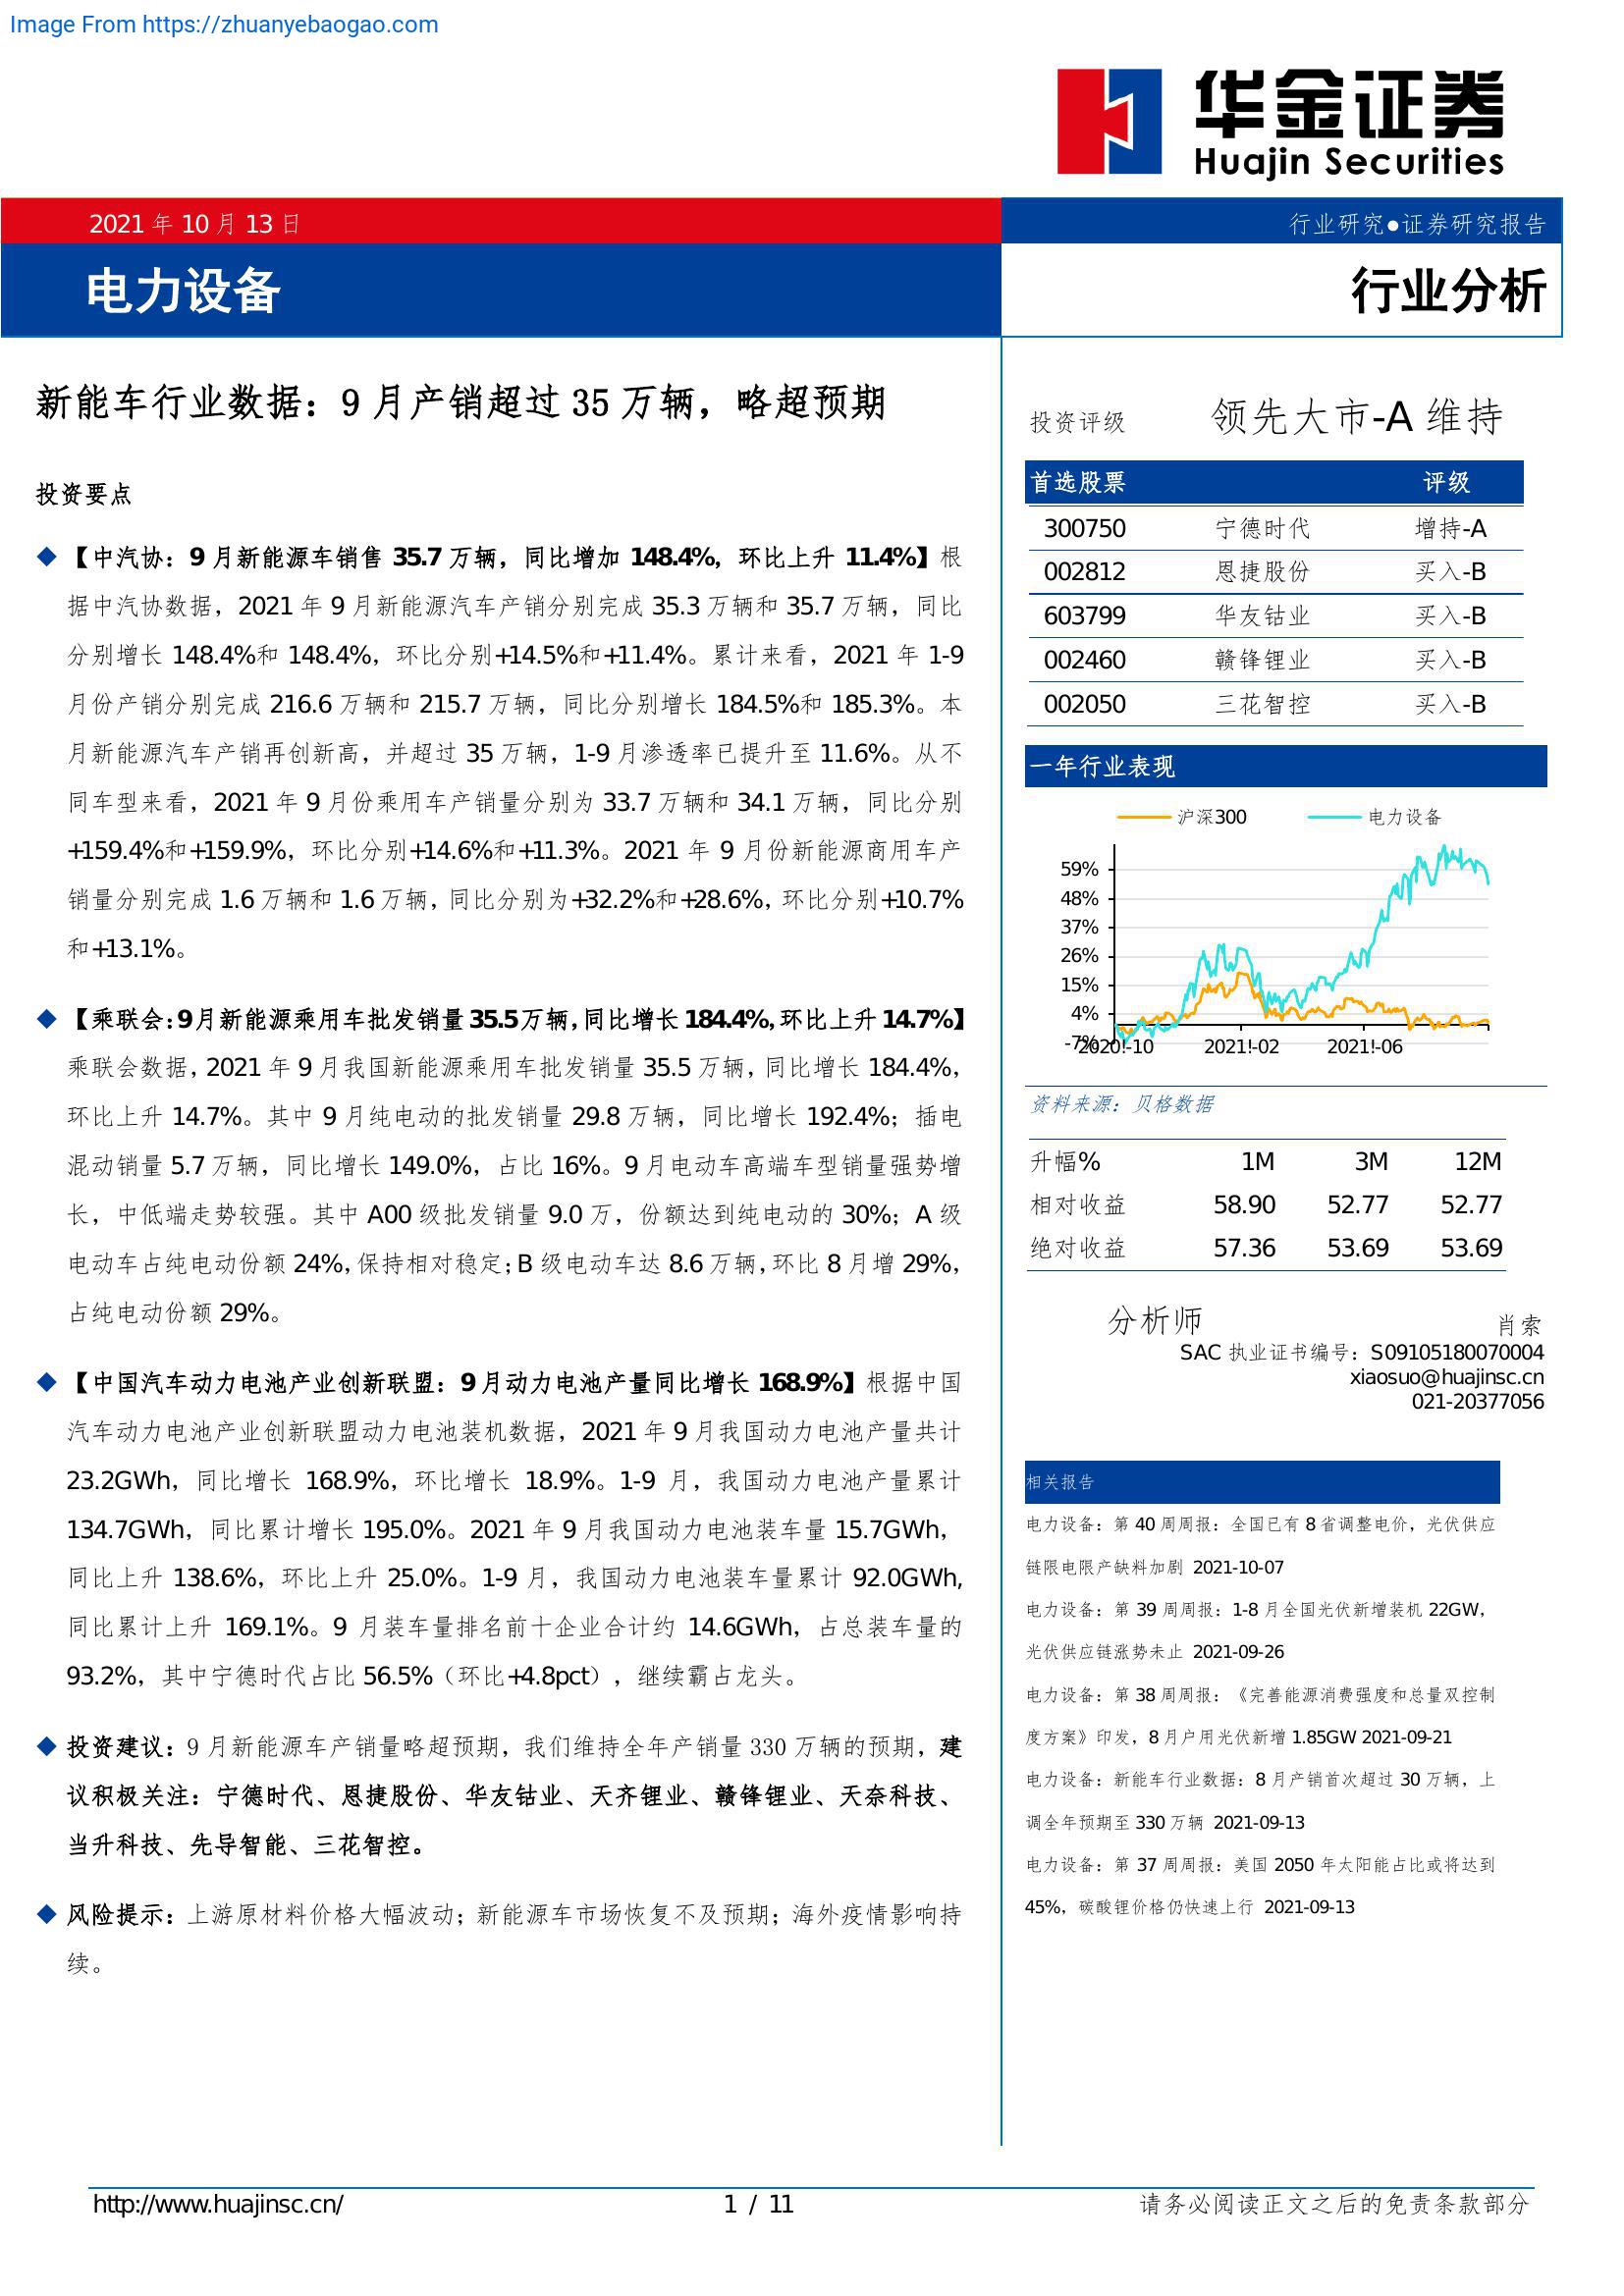 Image From https://zhuanyebaogao.com
华金证券
Huajin Securities
2021 年 10 月 13 日
行业研究●证券研究报告
电力设备
行业分析
新能车行业数据：9 月产销超过 35 万辆，略超预期
投资要点
◆ 【中汽协：9 月新能源车销售 35.7 万辆，同比增加 148.4%，环比上升 11.4%】根
据中汽协数据，2021 年 9 月新能源汽车产销分别完成 35.3 万辆和 35.7 万辆，同比
分别增长 148.4%和 148.4%，环比分别+14.5%和+11.4%。累计来看，2021 年 1-9
月份产销分别完成 216.6 万辆和 215.7 万辆，同比分别增长 184.5%和 185.3%。本
月新能源汽车产销再创新高，并超过 35 万辆，1-9 月渗透率已提升至 11.6%。从不
同车型来看，2021 年 9 月份乘用车产销量分别为 33.7 万辆和 34.1 万辆，同比分别
+159.4%和+159.9%，环比分别+14.6%和+11.3%。2021 年 9 月份新能源商用车产
销量分别完成 1.6 万辆和 1.6 万辆，同比分别为+32.2%和+28.6%，环比分别+10.7%
和+13.1%。
◆ 【乘联会：9月新能源乘用车批发销量 35.5万辆，同比增长 184.4%，环比上升 14.7%】
乘联会数据，2021 年 9 月我国新能源乘用车批发销量 35.5 万辆，同比增长 184.4%，
环比上升 14.7%。其中 9 月纯电动的批发销量 29.8 万辆，同比增长 192.4%；插电
混动销量 5.7 万辆，同比增长 149.0%，占比 16%。9 月电动车高端车型销量强势增
长，中低端走势较强。其中 A00 级批发销量 9.0 万，份额达到纯电动的 30%；A 级
电动车占纯电动份额 24%，保持相对稳定；B 级电动车达 8.6 万辆，环比 8 月增 29%，
占纯电动份额 29%。
◆ 【中国汽车动力电池产业创新联盟：9 月动力电池产量同比增长 168.9%】根据中国
汽车动力电池产业创新联盟动力电池装机数据，2021 年 9 月我国动力电池产量共计
23.2GWh，同比增长 168.9%，环比增长 18.9%。1-9 月，我国动力电池产量累计
134.7GWh，同比累计增长 195.0%。2021 年 9 月我国动力电池装车量 15.7GWh，
同比上升 138.6%，环比上升 25.0%。1-9 月，我国动力电池装车量累计 92.0GWh,
同比累计上升 169.1%。9 月装车量排名前十企业合计约 14.6GWh，占总装车量的
93.2%，其中宁德时代占比 56.5%（环比+4.8pct），继续霸占龙头。
◆ 投资建议：9 月新能源车产销量略超预期，我们维持全年产销量 330 万辆的预期，建
议积极关注：宁德时代、恩捷股份、华友钴业、天齐锂业、赣锋锂业、天奈科技、
当升科技、先导智能、三花智控。
◆ 风险提示：上游原材料价格大幅波动；新能源车市场恢复不及预期；海外疫情影响持
续。
投资评级 领先大市-A 维持
首选股票 评级
300750 宁德时代 增持-A
002812 恩捷股份 买入-B
603799 华友钴业 买入-B
002460 赣锋锂业 买入-B
002050 三花智控 买入-B
一年行业表现
沪深300 电力设备
59%
48%
37%
26%
15%
4%
-7%
2020!-10 2021!-02 2021!-06
资料来源：贝格数据
升幅% 1M 3M 12M
相对收益 58.90 52.77 52.77
绝对收益 57.36 53.69 53.69
分析师 肖索
SAC 执业证书编号：S09105180070004
xiaosuo@huajinsc.cn
021-20377056
相关报告
电力设备：第 40 周周报：全国已有 8 省调整电价，光伏供应
链限电限产缺料加剧 2021-10-07
电力设备：第 39 周周报：1-8 月全国光伏新增装机 22GW，
光伏供应链涨势未止 2021-09-26
电力设备：第 38 周周报：《完善能源消费强度和总量双控制
度方案》印发，8 月户用光伏新增 1.85GW 2021-09-21
电力设备：新能车行业数据：8 月产销首次超过 30 万辆，上
调全年预期至 330 万辆 2021-09-13
电力设备：第 37 周周报：美国 2050 年太阳能占比或将达到
45%，碳酸锂价格仍快速上行 2021-09-13
http://www.huajinsc.cn/ 1 / 11 请务必阅读正文之后的免责条款部分